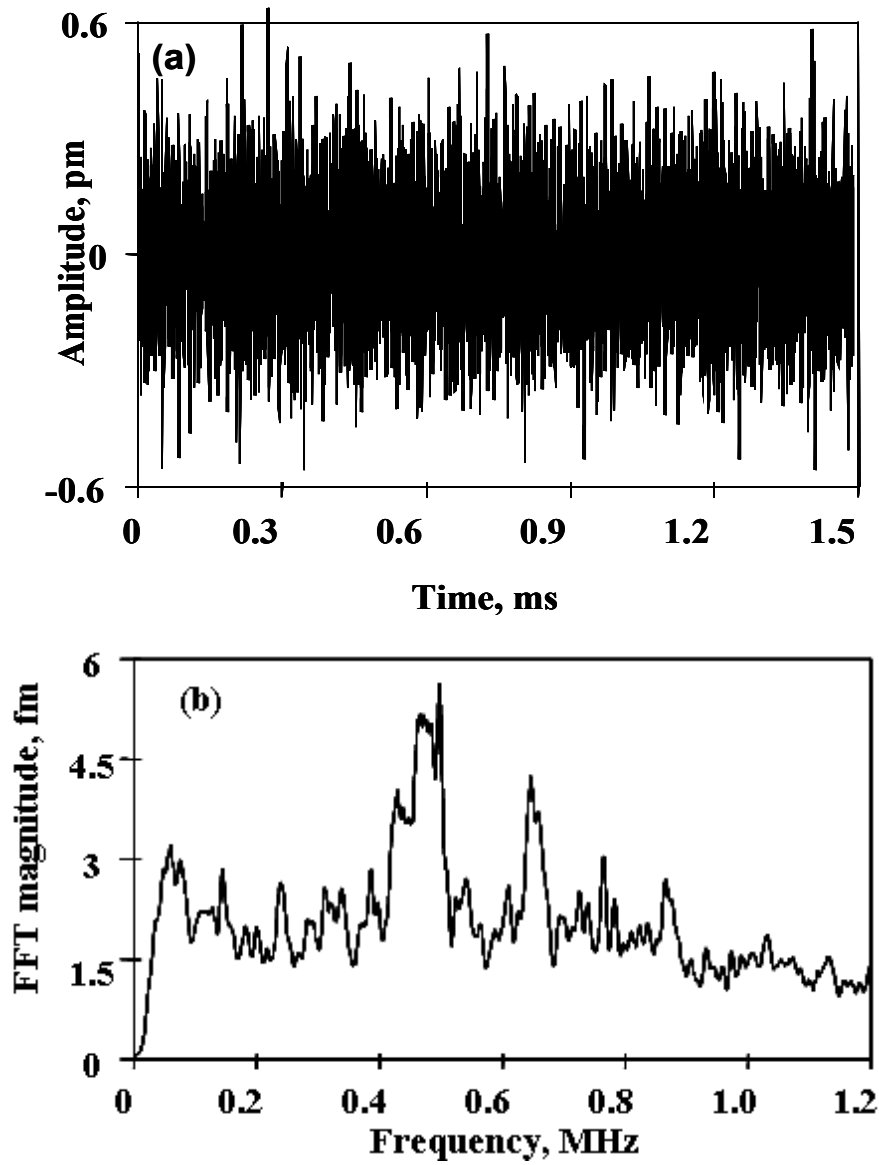 0.6
(a)
Amplitude, pm
0
-0.6
0 0.3 0.6 0.9 1.2 1.5
Time, ms
6
(b)
FFT magnitude, fm
4.5
3
1.5
0
0 0.2 0.4 0.6 0.8 1.0 1.2
Frequency, MHz